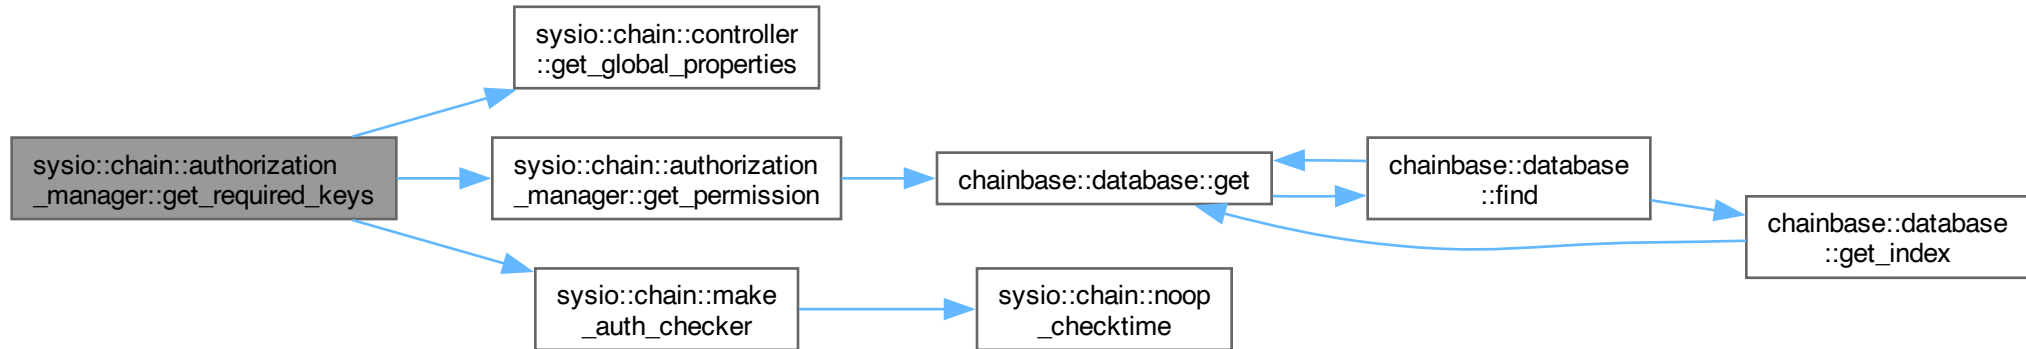 sysio::chain::controller
::get_global_properties
sysio::chain::authorization
_manager::get_required_keys
sysio::chain::authorization
_manager::get_permission
chainbase::database::get
chainbase::database
::find
chainbase::database
::get_index
sysio::chain::make
_auth_checker
sysio::chain::noop
_checktime